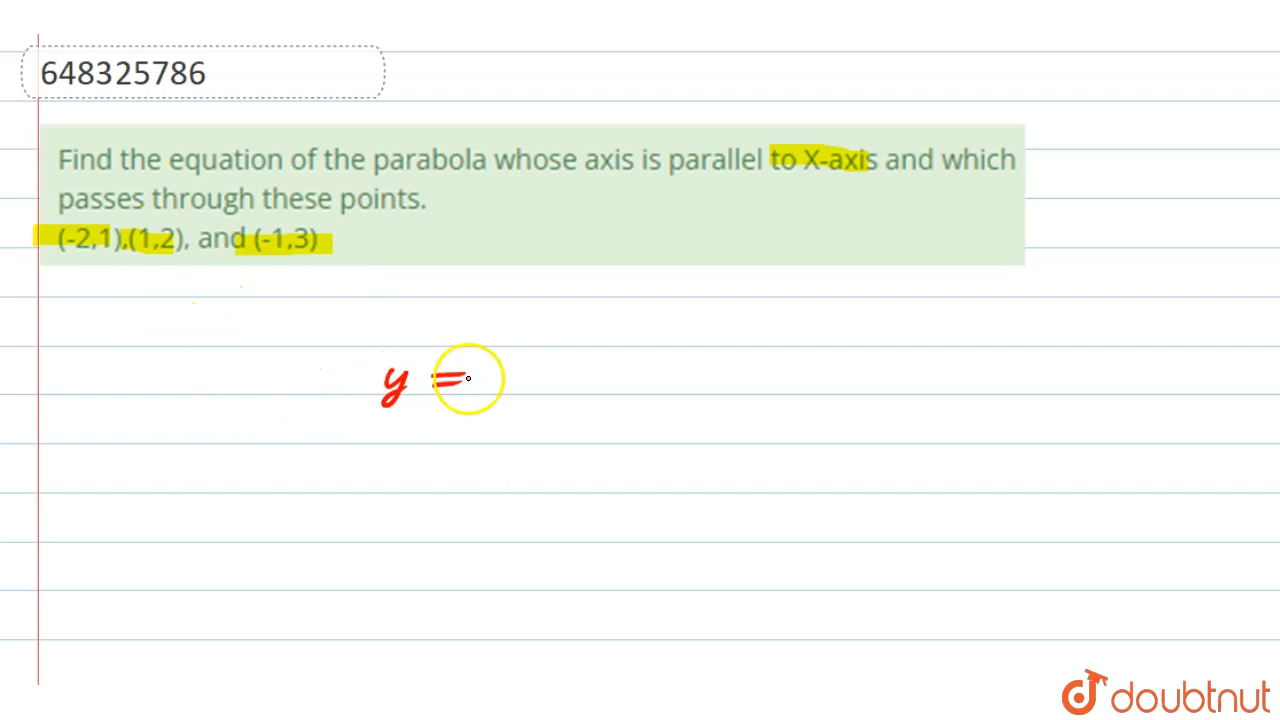 648325786
Find the equation of the parabola whose axis is parallel to X-axis and which
passes through these points.
(-2,1),(1,2), and (-1,3)
y =
doubtnut